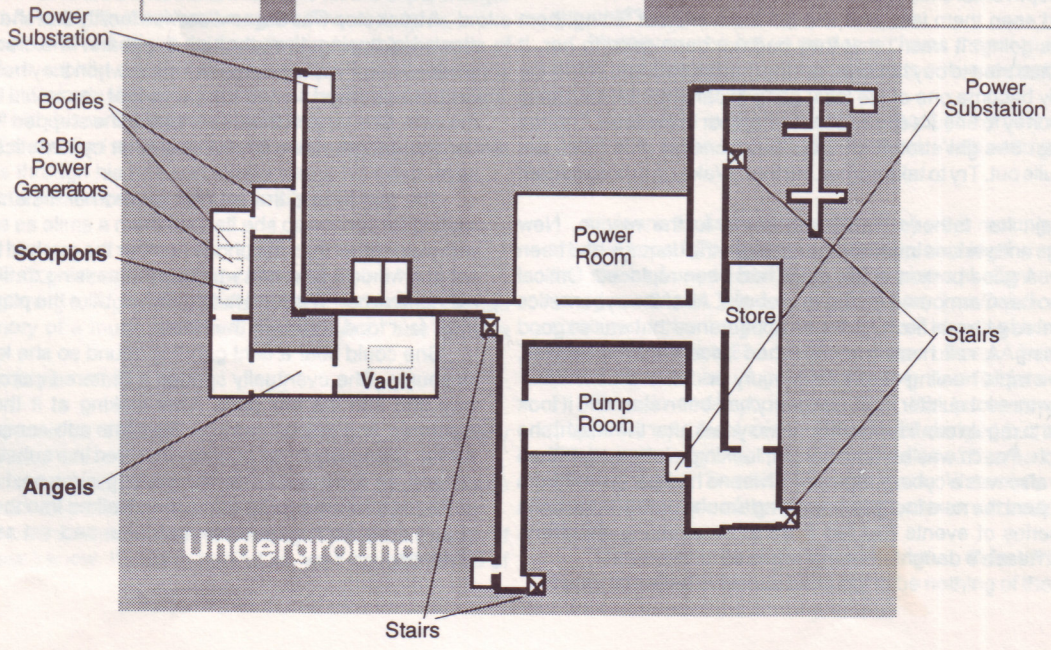 Power
Substation
Bodies
3 Big
Power
Generators
Scorpions
Angels
Vault
Underground
Stairs
Power
Room
Pump
Room
Store
Power
Substation
Stairs